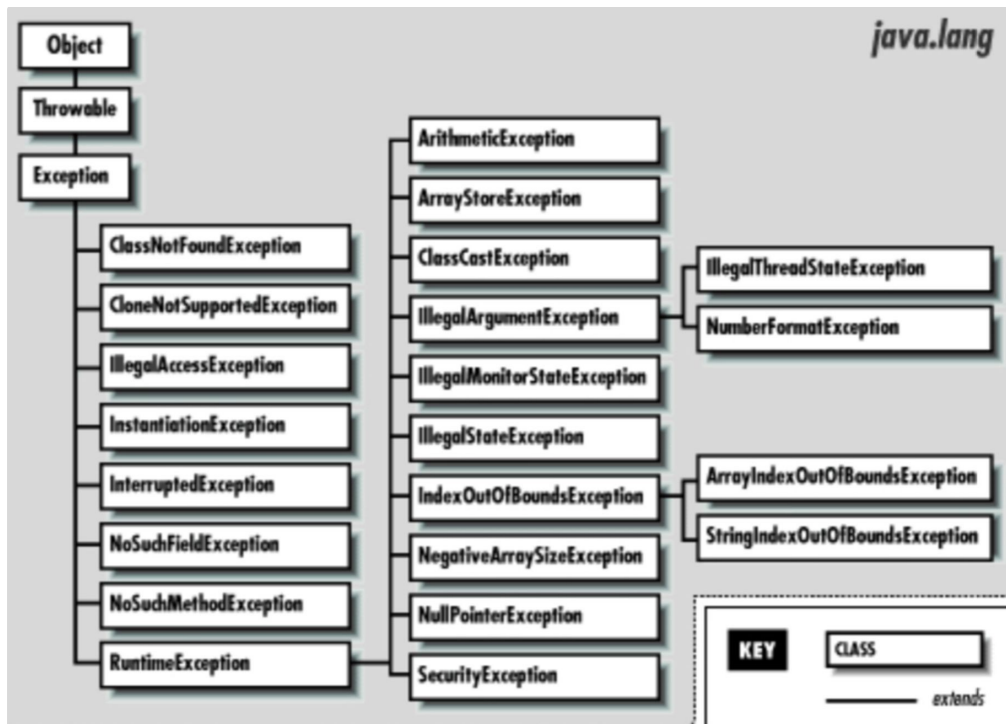 Object
java.lang
Throwable
Exception
ClassNotFoundException
CloneNotSupportedException
IllegalAccessException
InstantiationException
InterruptedException
NoSuchFieldException
NoSuchMethodException
RuntimeException
ArithmeticException
ArrayStoreException
ClassCastException
IllegalArgumentException
IllegalMonitorStateException
IllegalStateException
IndexOutOfBoundsException
NegativeArraySizeException
NullPointerException
SecurityException
IllegalThreadStateException
NumberFormatException
ArrayIndexOutOfBoundsException
StringIndexOutOfBoundsException
KEY
CLASS
extends